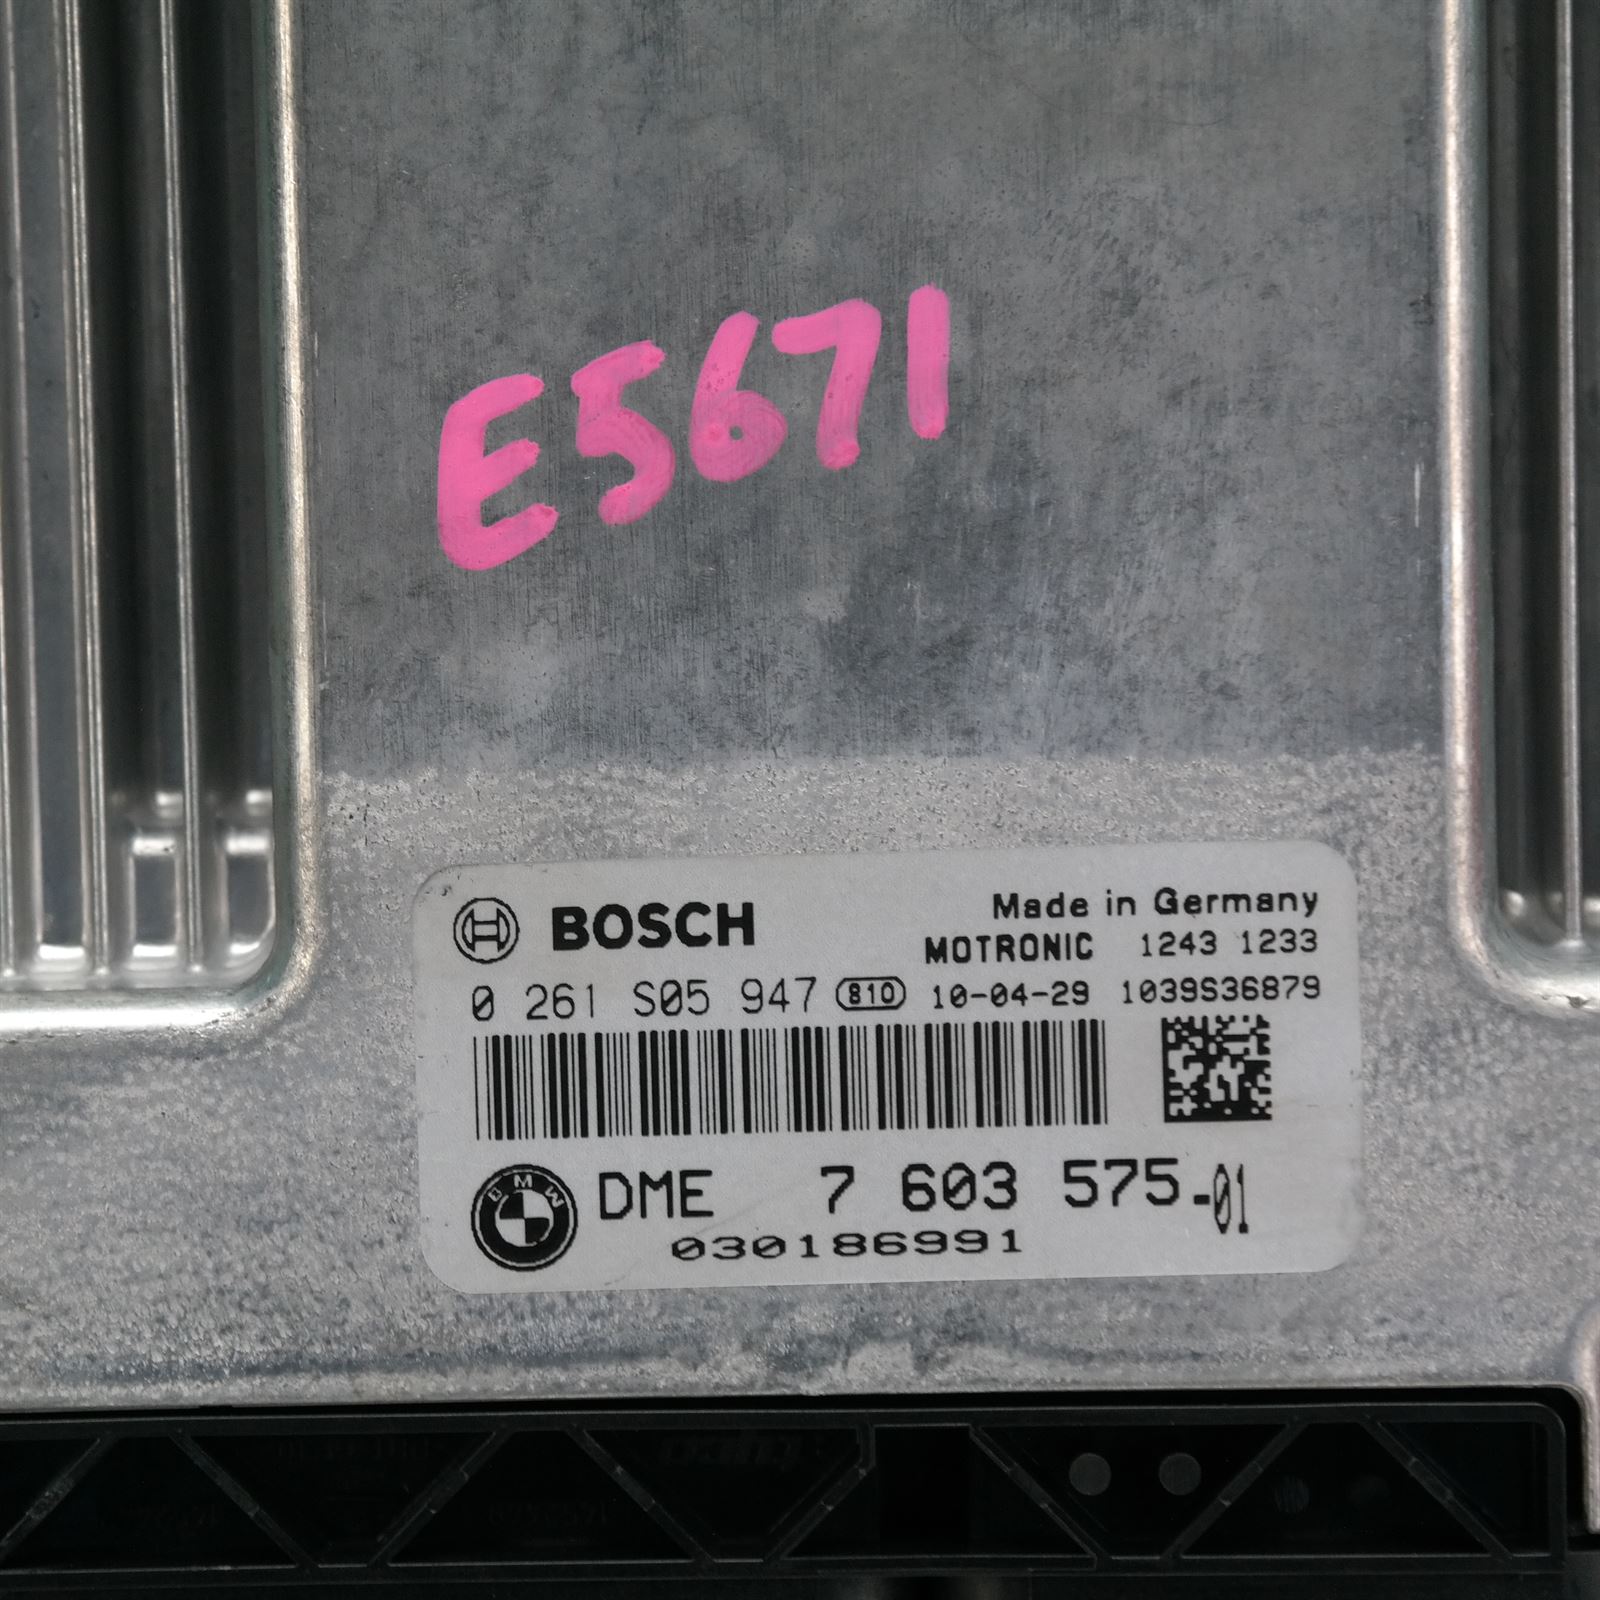 E5671
BOSCH
Made in Germany
MOTRONIC 1243 1233
0 261 S05 947 810 10-04-29 1039S36879
BMW
DME 7 603 575-01
030186991